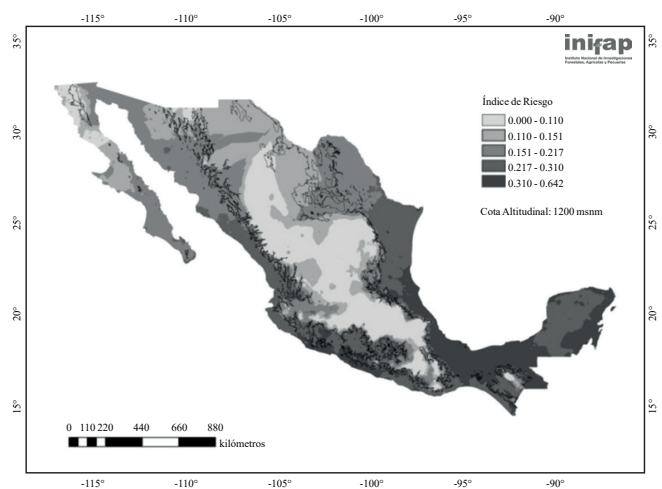 -115° -110° -105° -100° -95° -90°
35° 35°
inifap
Instituto Nacional de Investigaciones
Forestales, Agrícolas y Pecuarias
Índice de Riesgo
0.000 - 0.110
30° 30°
0.110 - 0.151
0.151 - 0.217
0.217 - 0.310
0.310 - 0.642
Cota Altitudinal: 1200 msnm
25° 25°
20° 20°
15° 15°
0 110 220 440 660 880
kilómetros
-115° -110° -105° -100° -95° -90°